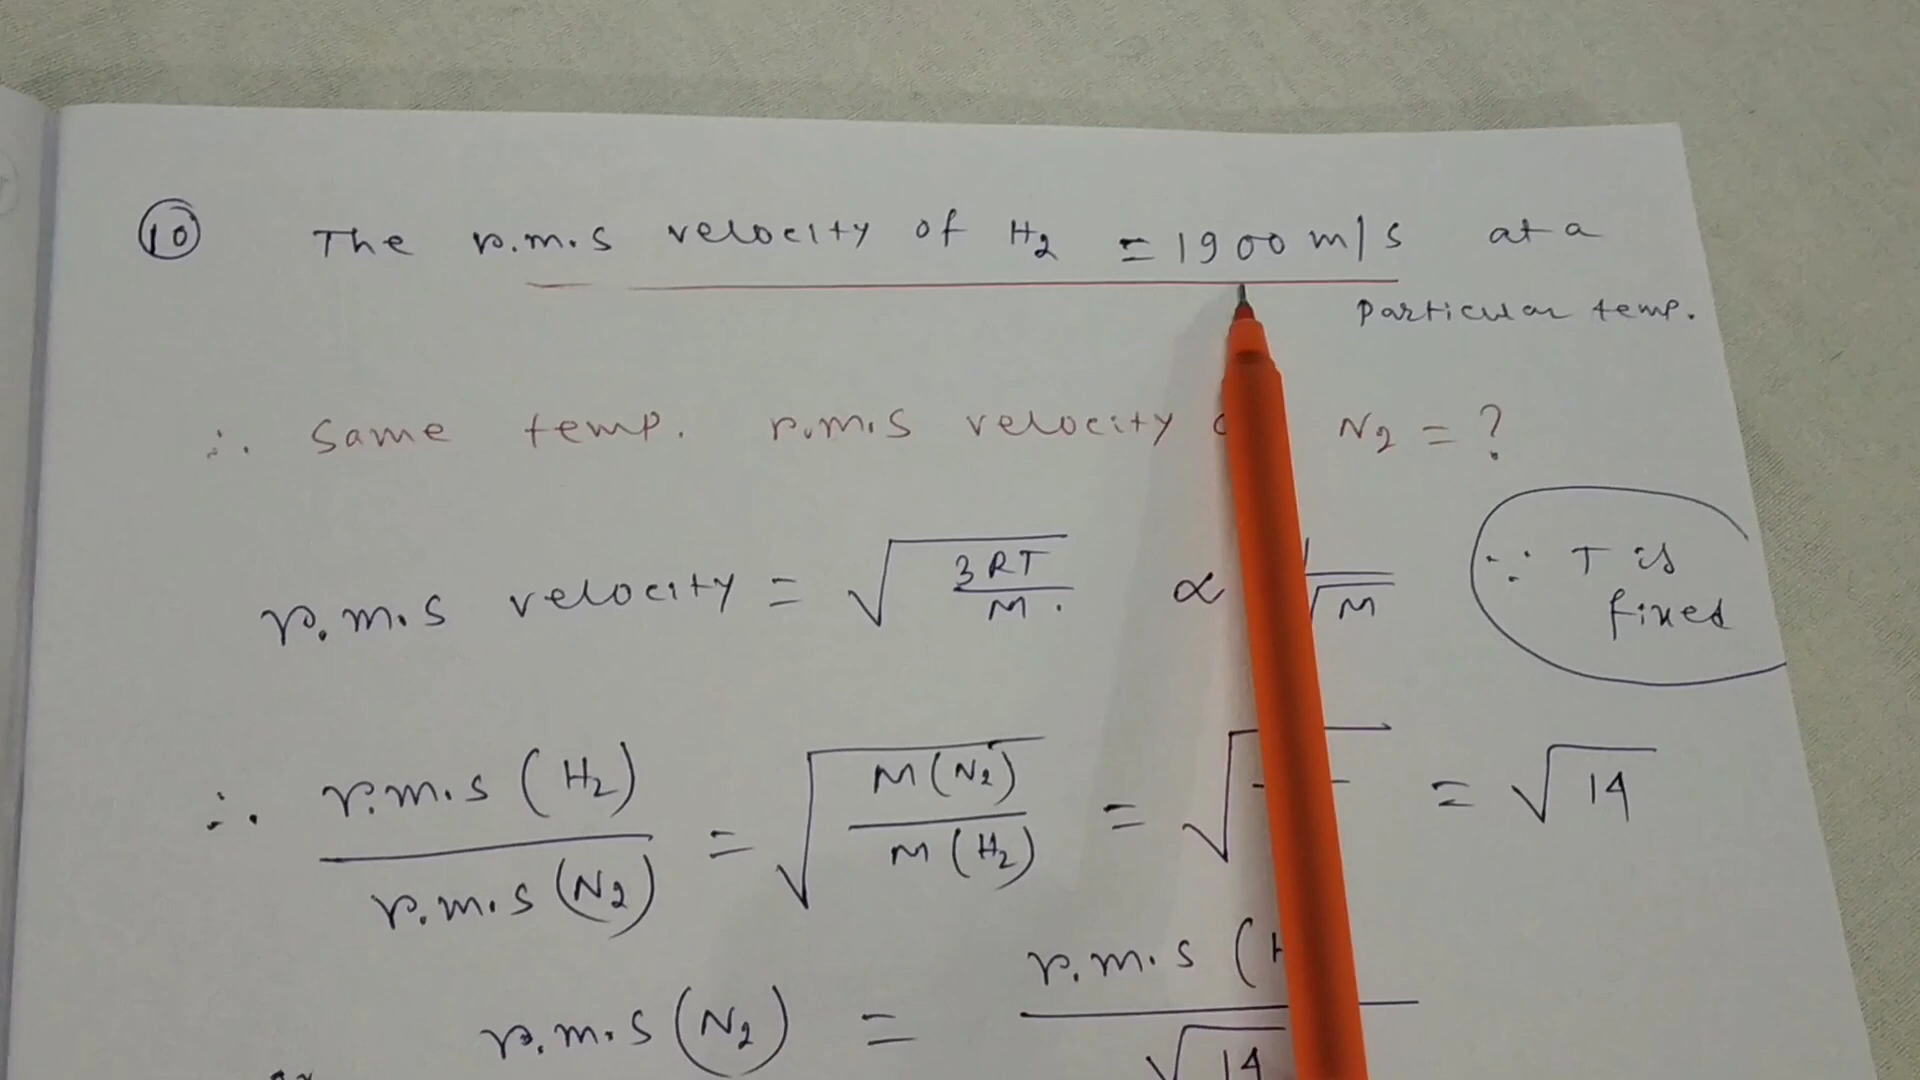 10 The r.m.s velocity of H2 = 1900 m/s at a
particular temp.
∴ same temp. r.m.s velocity N2 = ?
r.m.s velocity = √(3RT/M) ∝ 1/√M ∵ T is
fixed
∴ r.m.s (H2) / r.m.s (N2) = √(M(N2)/M(H2)) = √ = √14
r.m.s (N2) = r.m.s ( / √14